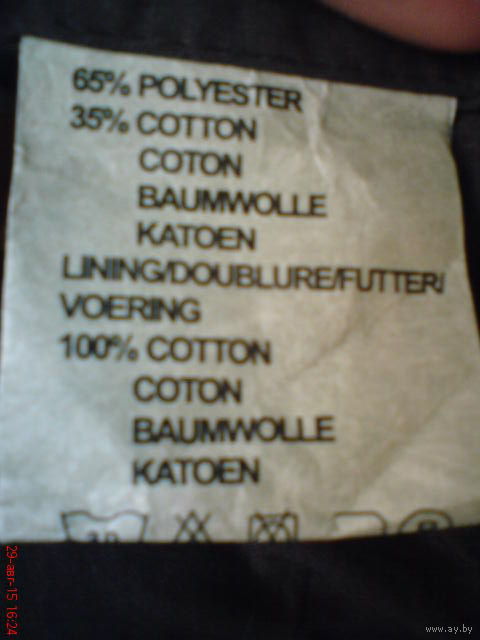 65% POLYESTER
35% COTTON
COTON
BAUMWOLLE
KATOEN
LINING/DOUBLURE/FUTTER/
VOERING
100% COTTON
COTON
BAUMWOLLE
KATOEN
29-авг-15 16:24
www.ay.by